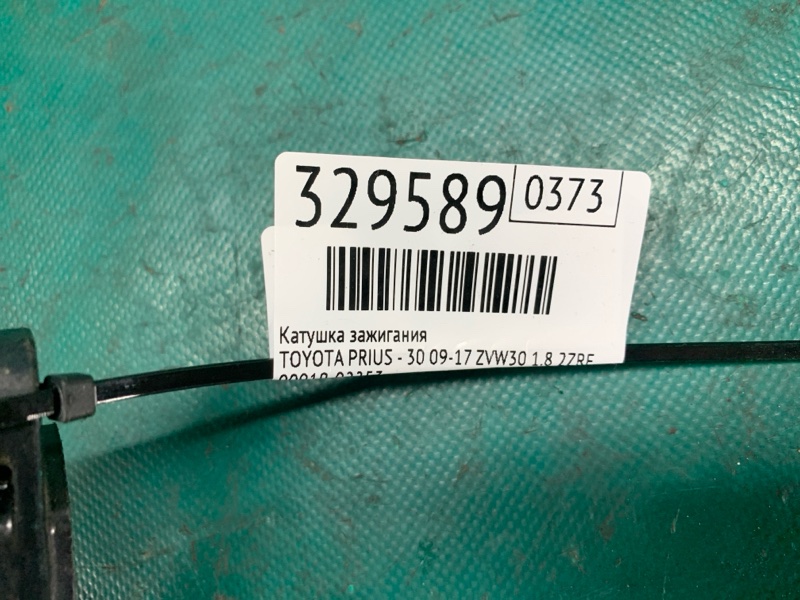 329589 0373
Катушка зажигания
TOYOTA PRIUS - 30 09-17 ZVW30 1.8 2ZRF